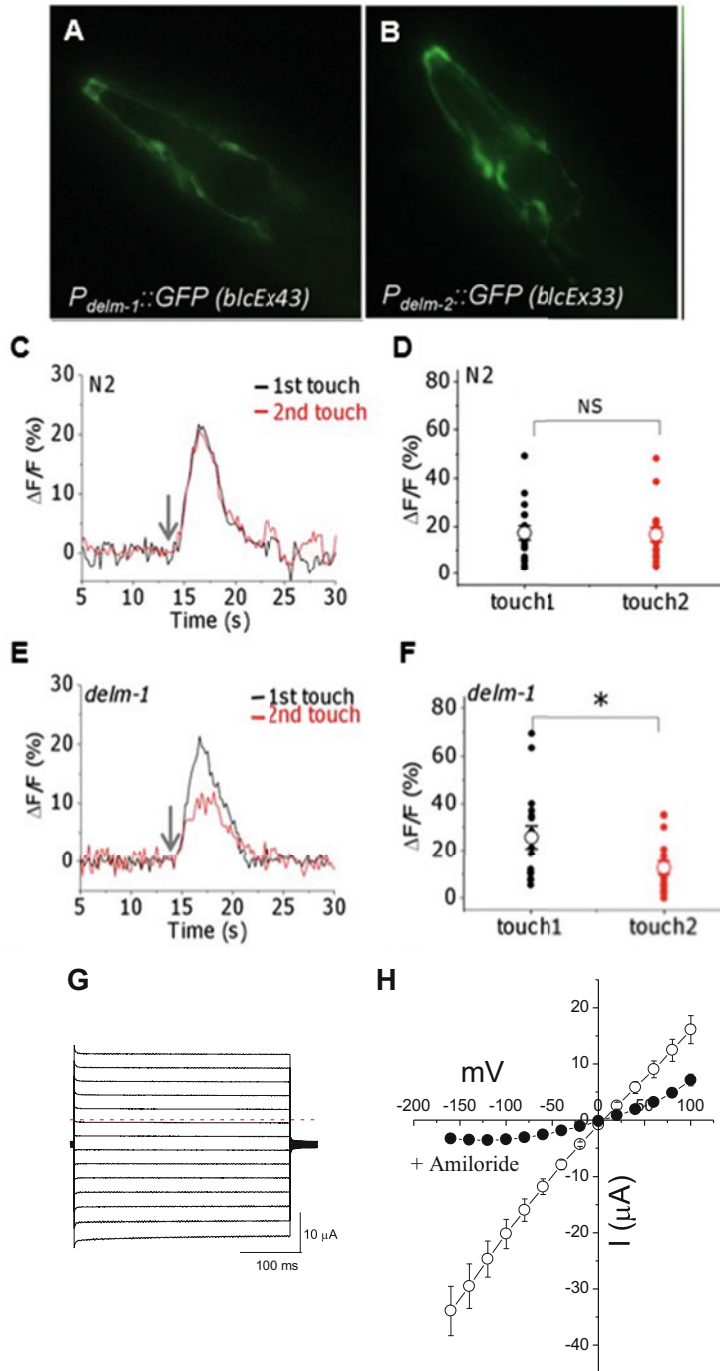 A
B
P delm-1::GFP (blcEx43)
P delm-2::GFP (blcEx33)
C
N2
1st touch
2nd touch
30
20
10
0
ΔF/F (%)
5 10 15 20 25 30
Time (s)
D
N2
NS
80
60
40
20
0
ΔF/F (%)
touch1 touch2
E
delm-1
1st touch
2nd touch
30
20
10
0
ΔF/F (%)
5 10 15 20 25 30
Time (s)
F
delm-1
*
80
60
40
20
0
ΔF/F (%)
touch1 touch2
G
10 μA
100 ms
H
20
10
mV
-200 -150 -100 -50 0 50 100
+ Amiloride
-10
-20
-30
-40
I (μA)